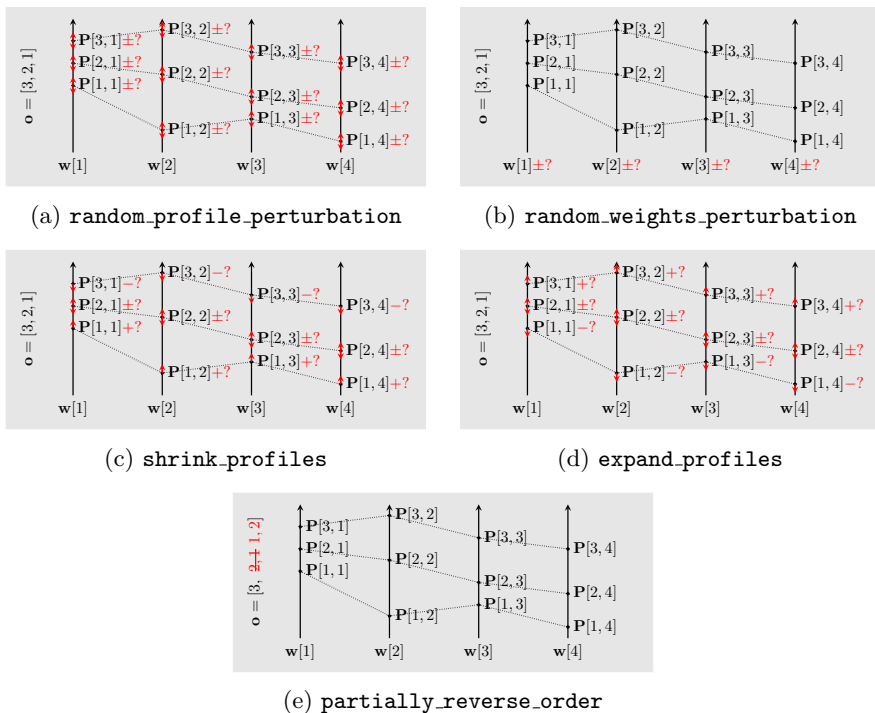 o = [3, 2, 1]
P[3, 1]±?
P[2, 1]±?
P[1, 1]±?
P[3, 2]±?
P[2, 2]±?
P[1, 2]±?
P[3, 3]±?
P[2, 3]±?
P[1, 3]±?
P[3, 4]±?
P[2, 4]±?
P[1, 4]±?
w[1] w[2] w[3] w[4]
(a) random_profile_perturbation
o = [3, 2, 1]
P[3, 1]
P[2, 1]
P[1, 1]
P[3, 2]
P[2, 2]
P[1, 2]
P[3, 3]
P[2, 3]
P[1, 3]
P[3, 4]
P[2, 4]
P[1, 4]
w[1]±? w[2]±? w[3]±? w[4]±?
(b) random_weights_perturbation
o = [3, 2, 1]
P[3, 1]−?
P[2, 1]±?
P[1, 1]+?
P[3, 2]−?
P[2, 2]±?
P[1, 2]+?
P[3, 3]−?
P[2, 3]±?
P[1, 3]+?
P[3, 4]−?
P[2, 4]±?
P[1, 4]+?
w[1] w[2] w[3] w[4]
(c) shrink_profiles
o = [3, 2, 1]
P[3, 1]+?
P[2, 1]±?
P[1, 1]−?
P[3, 2]+?
P[2, 2]±?
P[1, 2]−?
P[3, 3]+?
P[2, 3]±?
P[1, 3]−?
P[3, 4]+?
P[2, 4]±?
P[1, 4]−?
w[1] w[2] w[3] w[4]
(d) expand_profiles
o = [3, 2, 1 1, 2]
P[3, 1]
P[2, 1]
P[1, 1]
P[3, 2]
P[2, 2]
P[1, 2]
P[3, 3]
P[2, 3]
P[1, 3]
P[3, 4]
P[2, 4]
P[1, 4]
w[1] w[2] w[3] w[4]
(e) partially_reverse_order